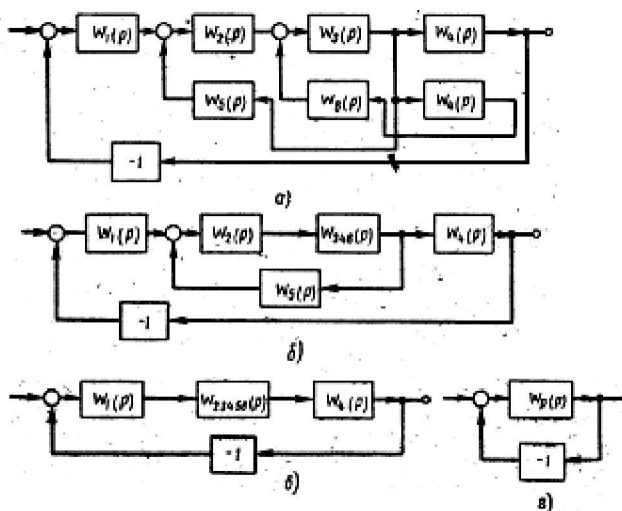 W₁(p) W₂(p) W₃(p) W₄(p)
W₅(p) W₆(p) W₄(p)
-1
а)
W₁(p) W₂(p) W₃₄₆(p) W₄(p)
W₅(p)
-1
б)
W₁(p) W₂₃₄₅₆(p) W₄(p) Wp(p)
-1 -1
в) г)